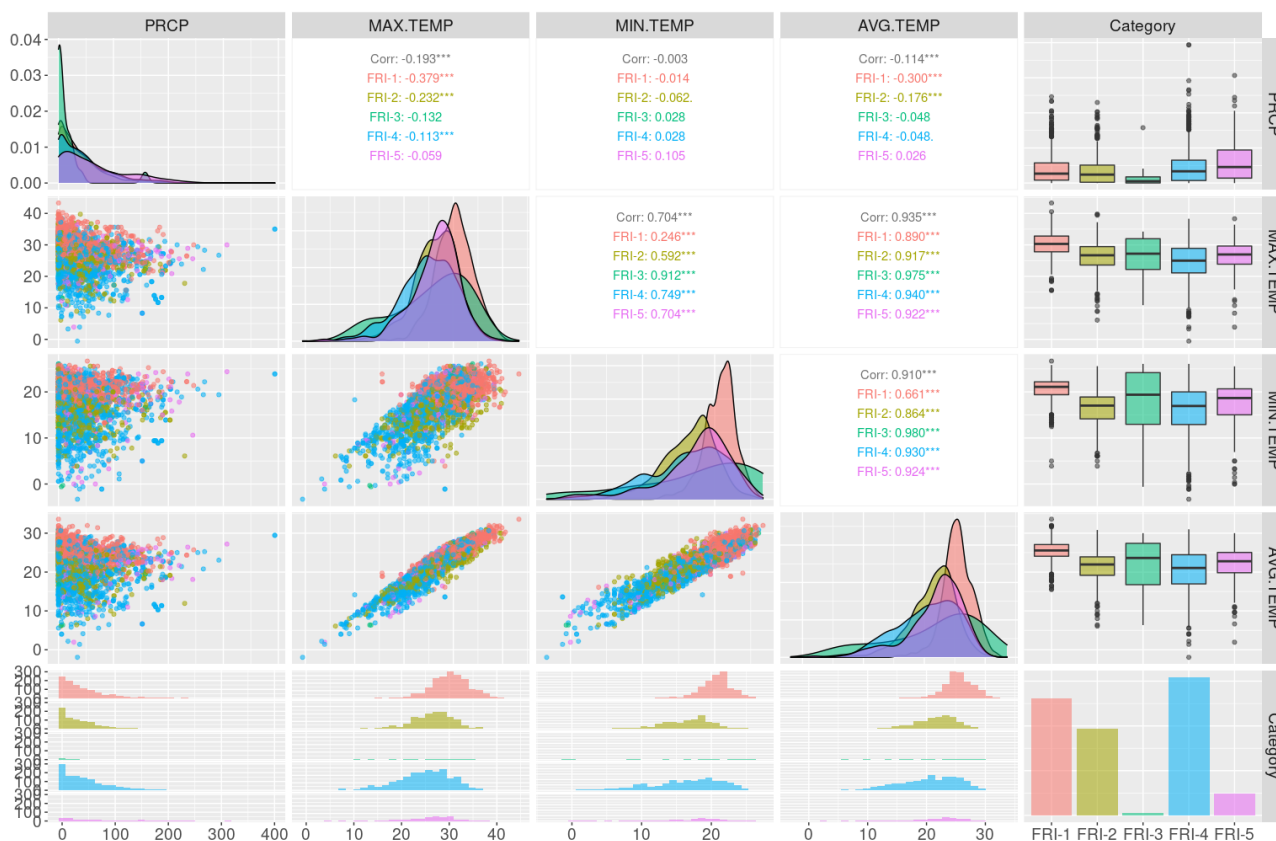 PRCP MAX.TEMP MIN.TEMP AVG.TEMP Category
0.04
0.03
0.02
0.01
0.00
Corr: -0.193***
FRI-1: -0.379***
FRI-2: -0.232***
FRI-3: -0.132
FRI-4: -0.113***
FRI-5: -0.059
Corr: -0.003
FRI-1: -0.014
FRI-2: -0.062.
FRI-3: 0.028
FRI-4: 0.028
FRI-5: 0.105
Corr: -0.114***
FRI-1: -0.300***
FRI-2: -0.176***
FRI-3: -0.048
FRI-4: -0.048.
FRI-5: 0.026
PRCP
40
30
20
10
0
Corr: 0.704***
FRI-1: 0.246***
FRI-2: 0.592***
FRI-3: 0.912***
FRI-4: 0.749***
FRI-5: 0.704***
Corr: 0.935***
FRI-1: 0.890***
FRI-2: 0.917***
FRI-3: 0.975***
FRI-4: 0.940***
FRI-5: 0.922***
MAX.TEMP
20
10
0
Corr: 0.910***
FRI-1: 0.661***
FRI-2: 0.864***
FRI-3: 0.980***
FRI-4: 0.930***
FRI-5: 0.924***
MIN.TEMP
30
20
10
0
AVG.TEMP
300
200
100
200
100
200
100
200
100
200
100
0
Category
0 100 200 300 400 0 10 20 30 40 0 10 20 0 10 20 30 FRI-1 FRI-2 FRI-3 FRI-4 FRI-5